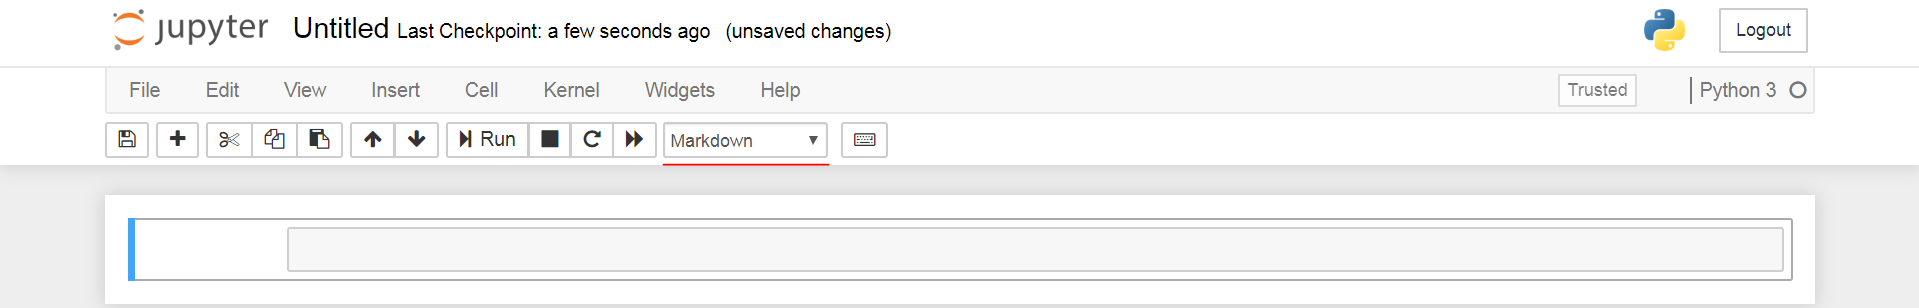 jupyter Untitled Last Checkpoint: a few seconds ago (unsaved changes) Logout
File Edit View Insert Cell Kernel Widgets Help Trusted Python 3
Run Markdown